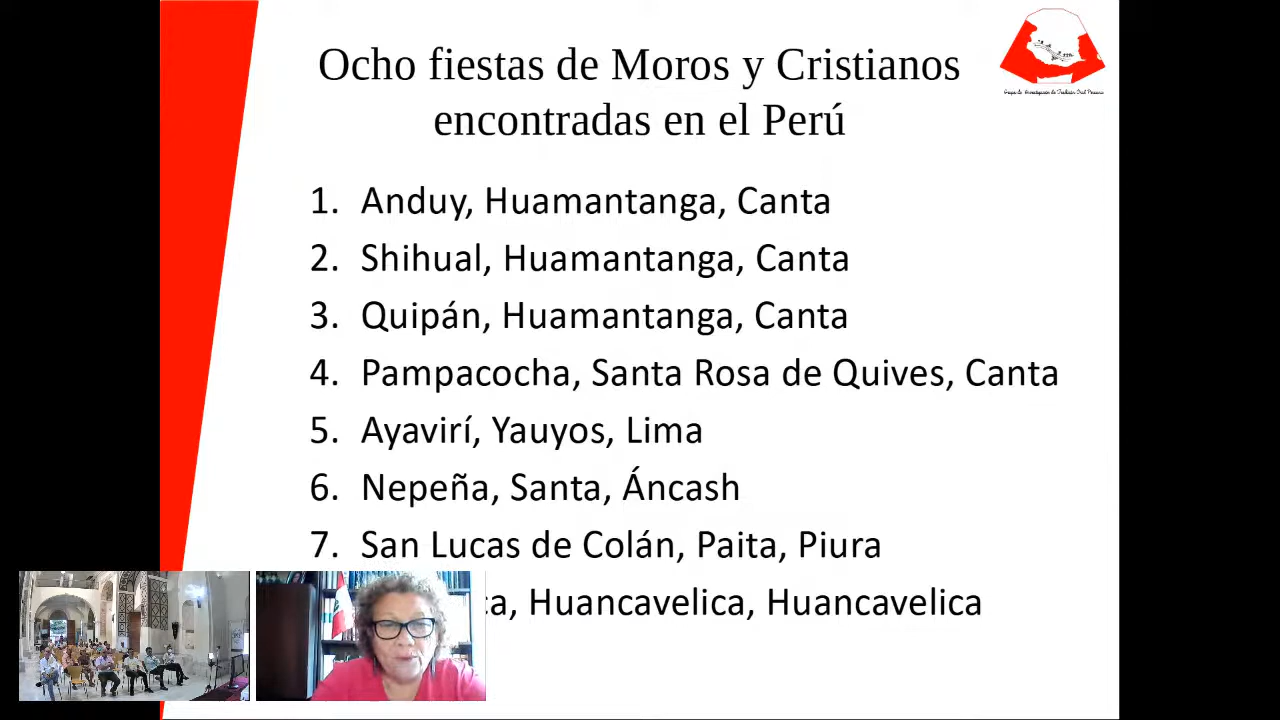 Ocho fiestas de Moros y Cristianos
encontradas en el Perú
1. Anduy, Huamantanga, Canta
2. Shihual, Huamantanga, Canta
3. Quipán, Huamantanga, Canta
4. Pampacocha, Santa Rosa de Quives, Canta
5. Ayavirí, Yauyos, Lima
6. Nepeña, Santa, Áncash
7. San Lucas de Colán, Paita, Piura
Huancavelica, Huancavelica